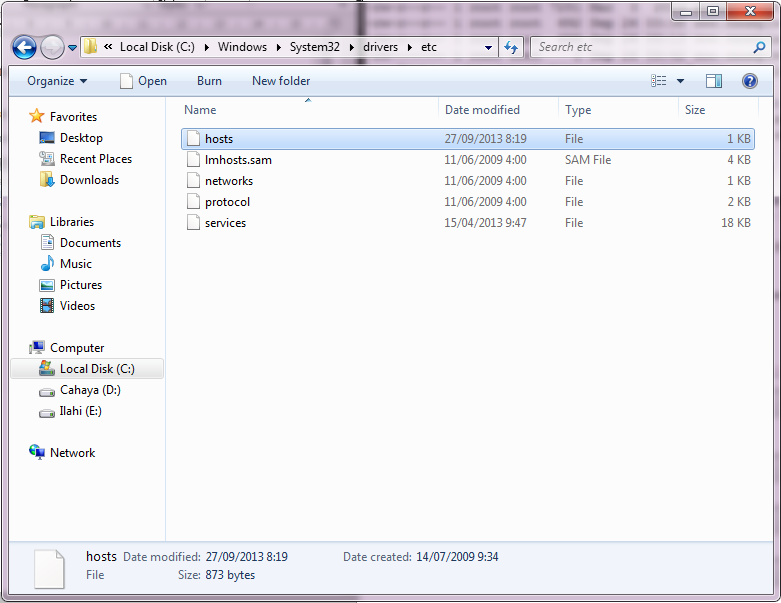 « Local Disk (C:) Windows System32 drivers etc Search etc
Organize Open Burn New folder
Name Date modified Type Size
hosts 27/09/2013 8:19 File 1 KB
lmhosts.sam 11/06/2009 4:00 SAM File 4 KB
networks 11/06/2009 4:00 File 1 KB
protocol 11/06/2009 4:00 File 2 KB
services 15/04/2013 9:47 File 18 KB
Favorites
Desktop
Recent Places
Downloads
Libraries
Documents
Music
Pictures
Videos
Computer
Local Disk (C:)
Cahaya (D:)
Ilahi (E:)
Network
hosts Date modified: 27/09/2013 8:19 Date created: 14/07/2009 9:34
File Size: 873 bytes